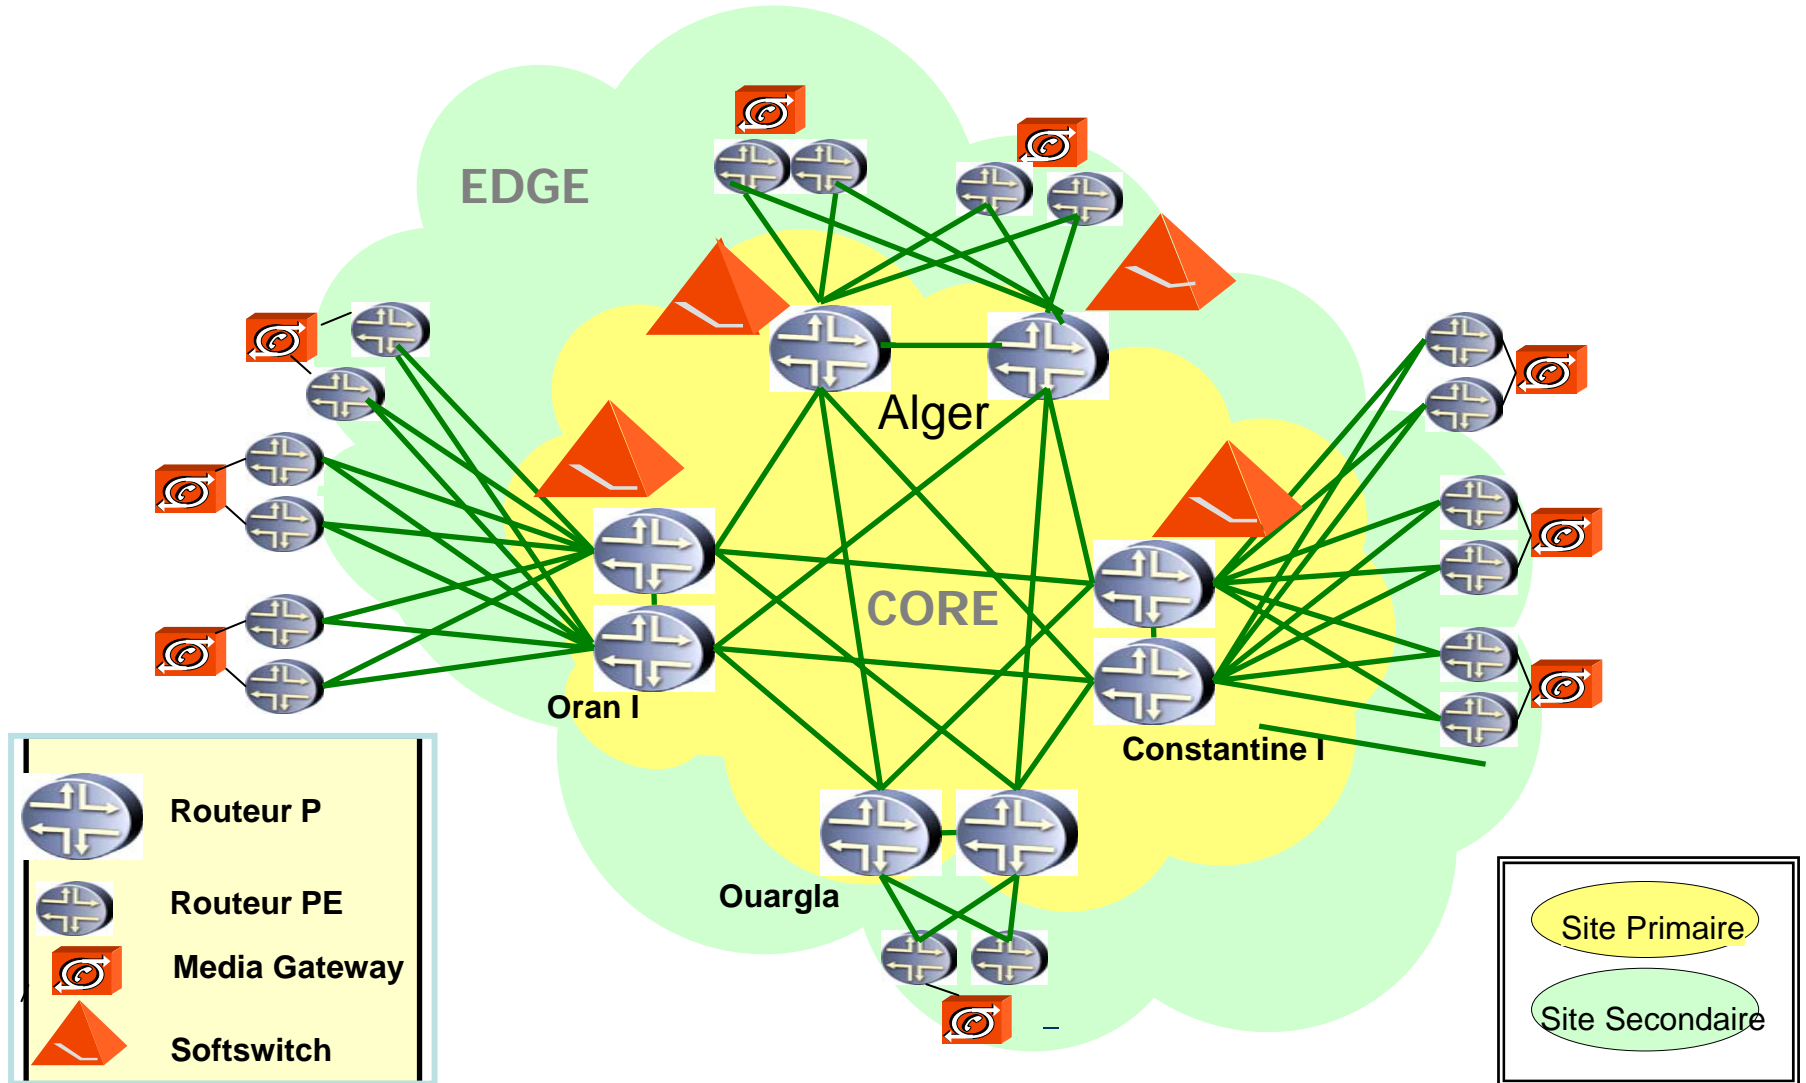 EDGE
Alger
CORE
Oran I
Constantine I
Ouargla
Routeur P
Routeur PE
Media Gateway
Softswitch
Site Primaire
Site Secondaire